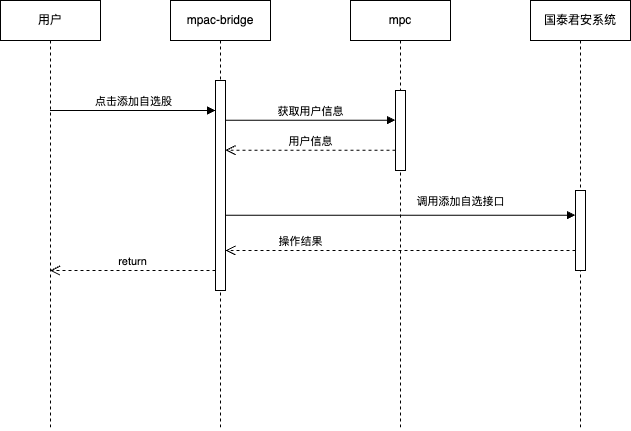 用户
mpac-bridge
mpc
国泰君安系统
点击添加自选股
获取用户信息
用户信息
调用添加自选接口
操作结果
return